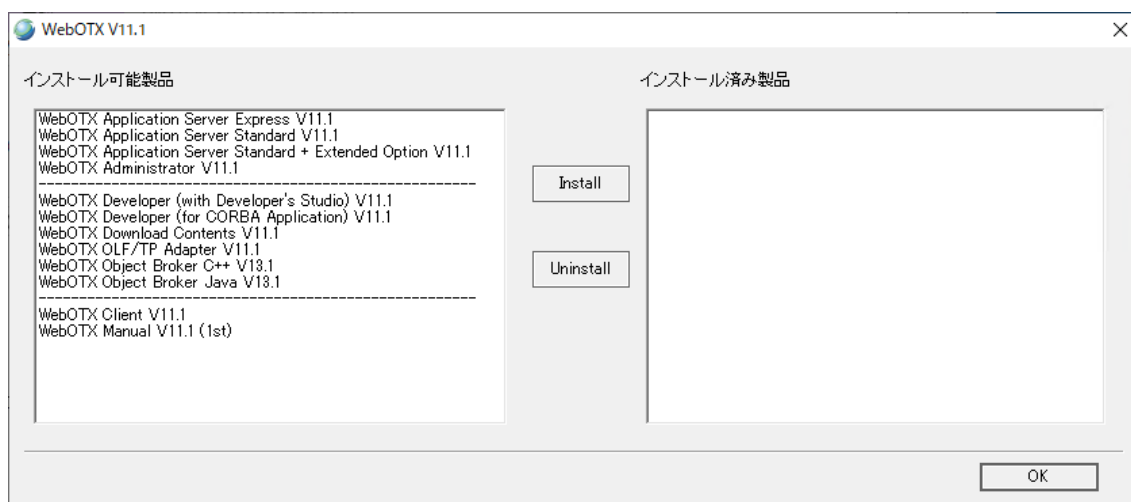 WebOTX V11.1
インストール可能製品
インストール済み製品
WebOTX Application Server Express V11.1
WebOTX Application Server Standard V11.1
WebOTX Application Server Standard + Extended Option V11.1
WebOTX Administrator V11.1
------------------------------------------------------
WebOTX Developer (with Developer's Studio) V11.1
WebOTX Developer (for CORBA Application) V11.1
WebOTX Download Contents V11.1
WebOTX OLF/TP Adapter V11.1
WebOTX Object Broker C++ V13.1
WebOTX Object Broker Java V13.1
------------------------------------------------------
WebOTX Client V11.1
WebOTX Manual V11.1 (1st)
Install
Uninstall
OK